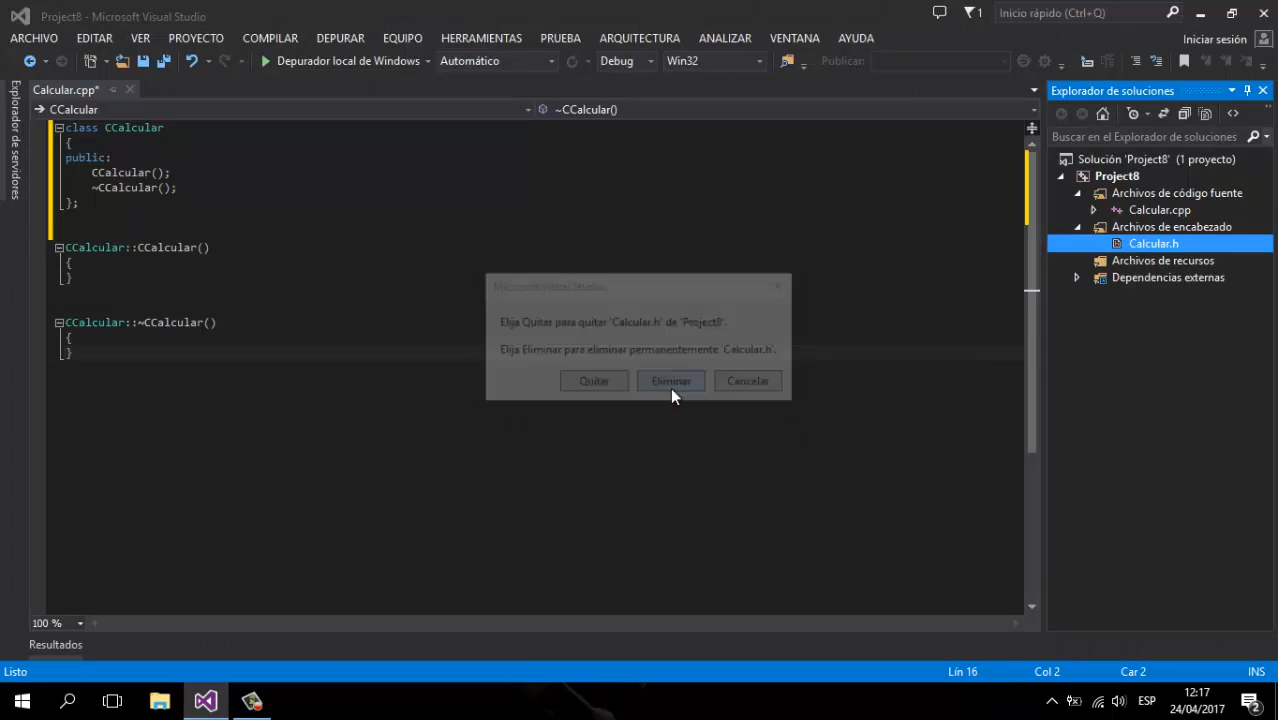 Project8 - Microsoft Visual Studio
1
Inicio rápido (Ctrl+Q)
ARCHIVO EDITAR VER PROYECTO COMPILAR DEPURAR EQUIPO HERRAMIENTAS PRUEBA ARQUITECTURA ANALIZAR VENTANA AYUDA
Iniciar sesión
Depurador local de Windows Automático Debug Win32 Publicar:
Explorador de servidores
Calcular.cpp*
CCalcular
~CCalcular()
class CCalcular
{
public:
CCalcular();
~CCalcular();
};
CCalcular::CCalcular()
{
}
CCalcular::~CCalcular()
{
}
Microsoft Visual Studio
Elija Quitar para quitar 'Calcular.h' de 'Project8'.
Elija Eliminar para eliminar permanentemente 'Calcular.h'.
Quitar Eliminar Cancelar
Explorador de soluciones
Buscar en el Explorador de soluciones
Solución 'Project8' (1 proyecto)
Project8
Archivos de código fuente
Calcular.cpp
Archivos de encabezado
Calcular.h
Archivos de recursos
Dependencias externas
100 %
Resultados
Listo
Lín 16
Col 2
Car 2
INS
ESP
12:17
24/04/2017
2